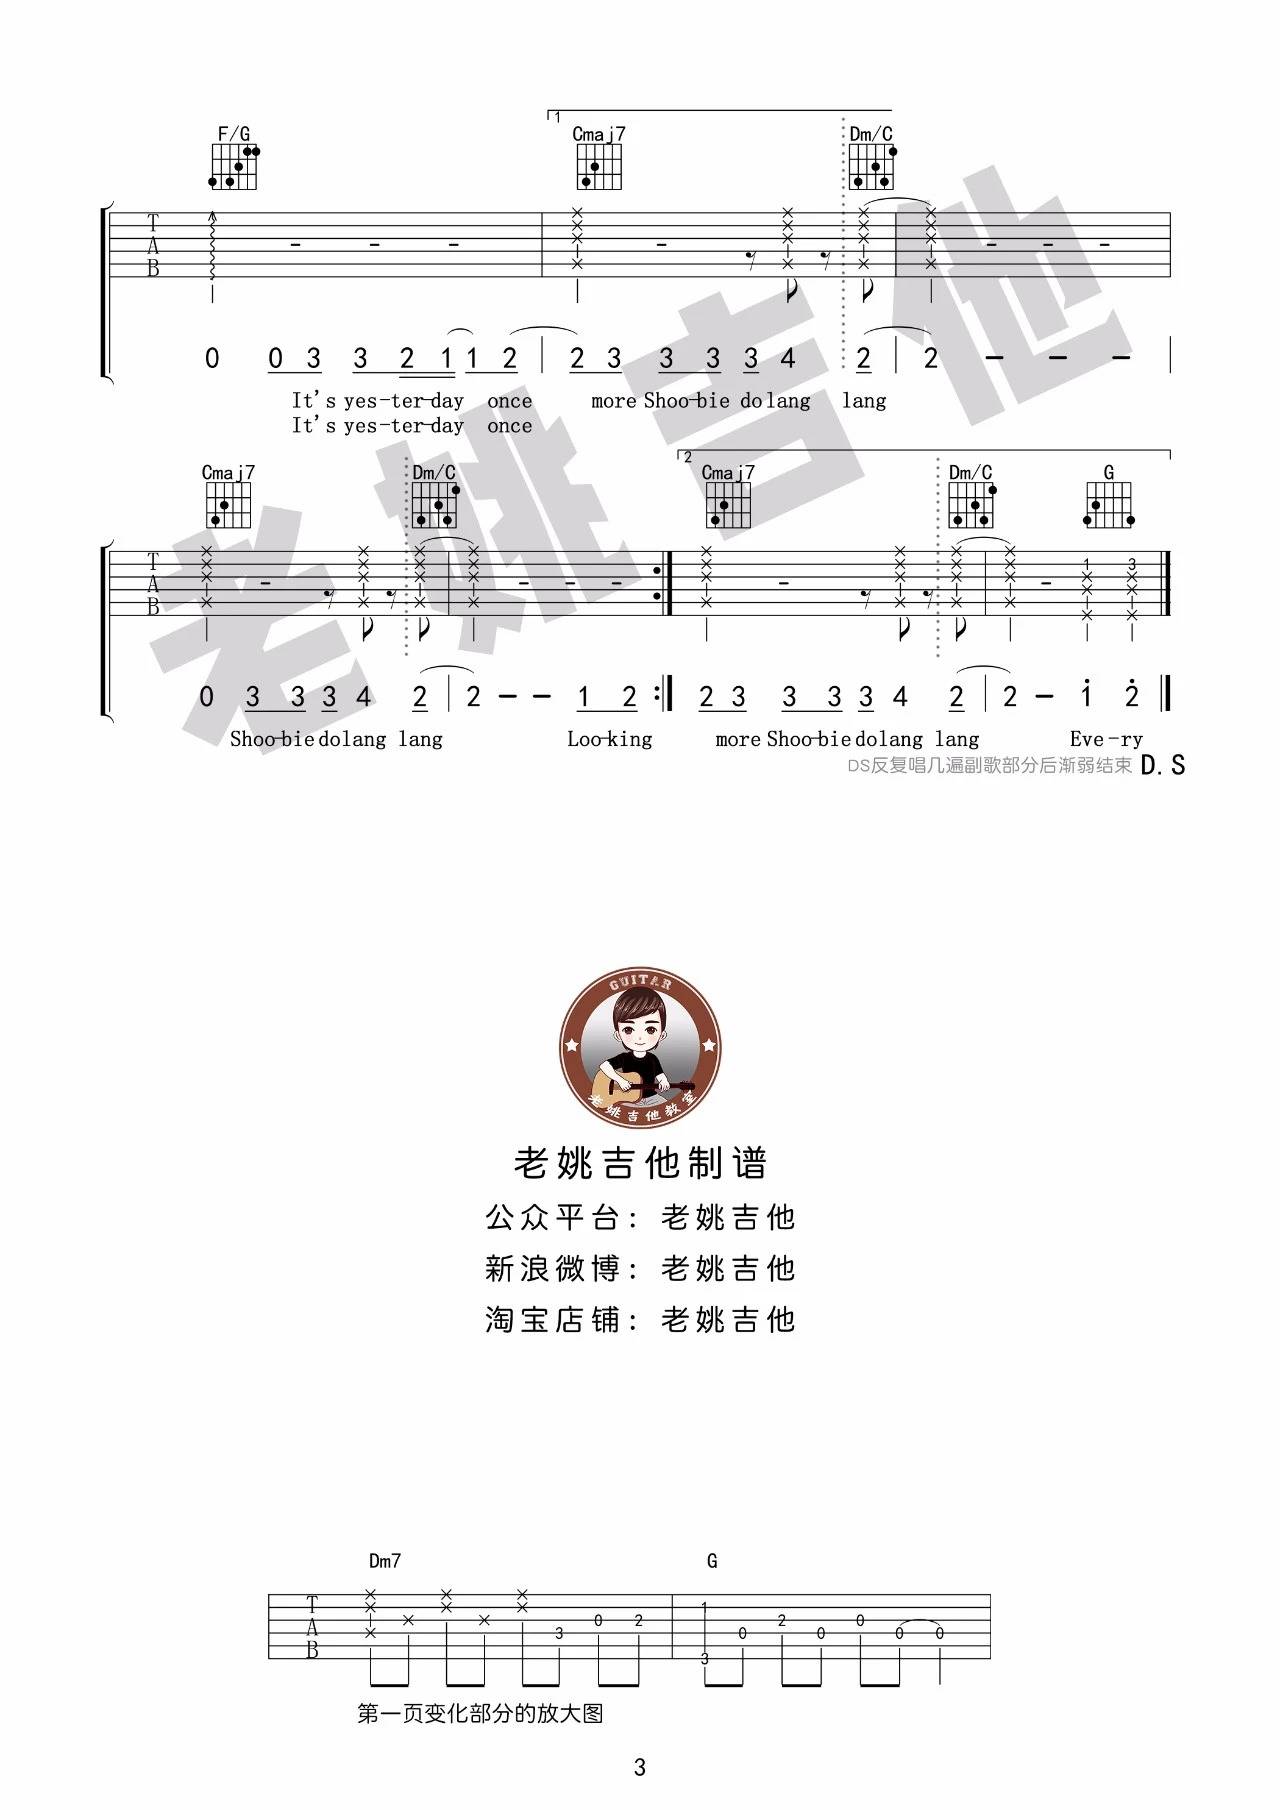 1
F/G Cmaj7 Dm/C
T
A
B
0 0 3 3 2 1 1 2 2 3 3 3 3 4 2 2 — — —
It's yes-ter-day once more Shoo-bie do lang lang
It's yes-ter-day once
2
Cmaj7 Dm/C Cmaj7 Dm/C G
T
A
B
1 3
0 3 3 3 4 2 2 — — 1 2 2 3 3 3 3 4 2 2 — 1 2
Shoo-bie do lang lang Loo-king more Shoo-bie do lang lang Eve-ry
DS反复唱几遍副歌部分后渐弱结束 D.S
老姚吉他
GUITAR
老姚吉他教室
老姚吉他制谱
公众平台：老姚吉他
新浪微博：老姚吉他
淘宝店铺：老姚吉他
Dm7 G
T
A
B
3 0 2 1 3 0 2 0 0 0 0
第一页变化部分的放大图
3